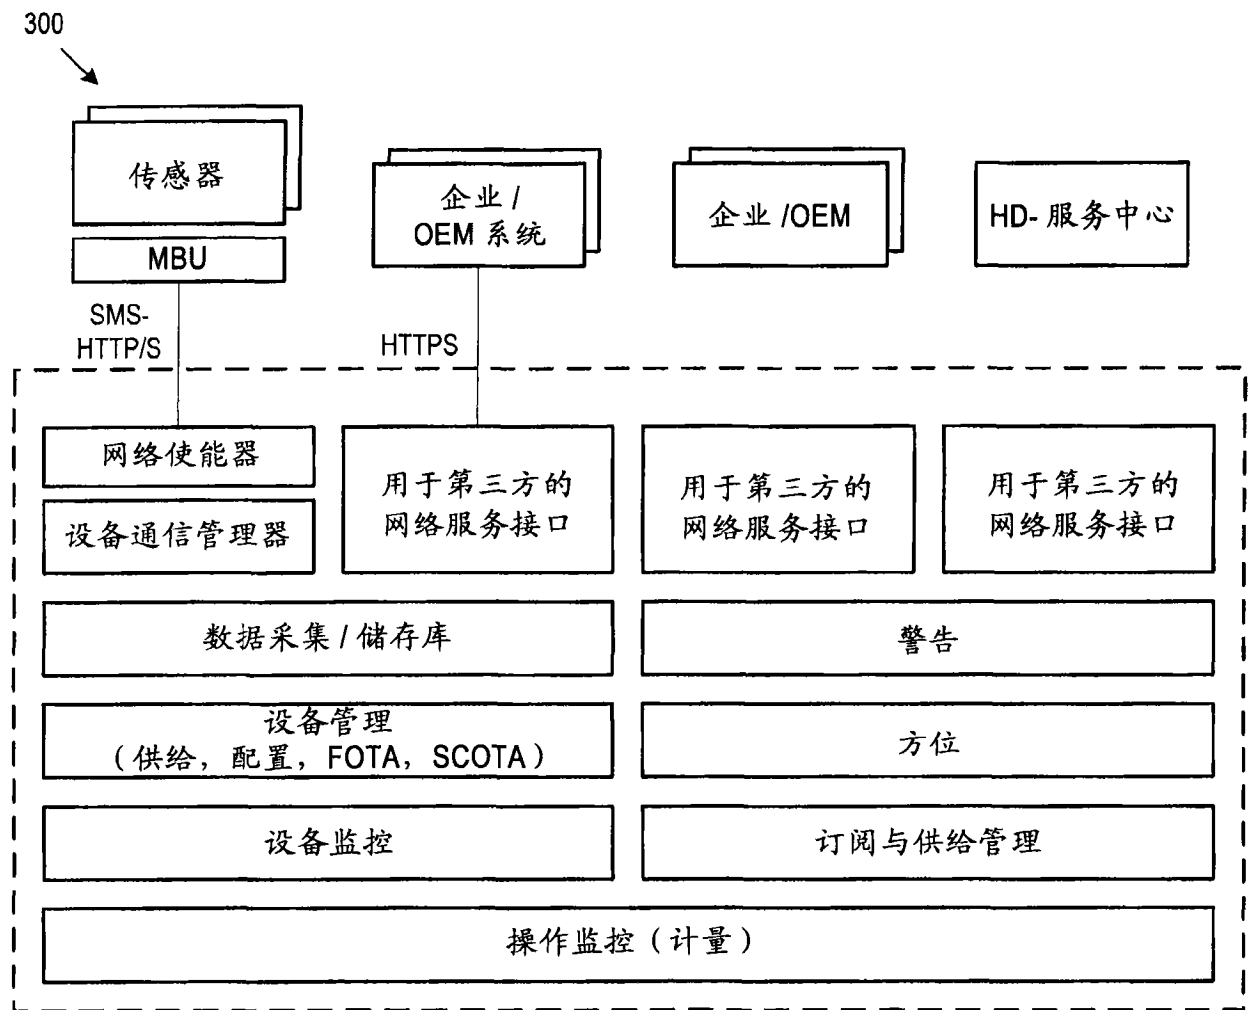 300
传感器
MBU
企业 /
OEM 系统
企业 /OEM
HD- 服务中心
SMS-
HTTP/S
HTTPS
网络使能器
设备通信管理器
用于第三方的
网络服务接口
用于第三方的
网络服务接口
用于第三方的
网络服务接口
数据采集 / 储存库
警告
设备管理
（供给，配置，FOTA，SCOTA）
方位
设备监控
订阅与供给管理
操作监控（计量）